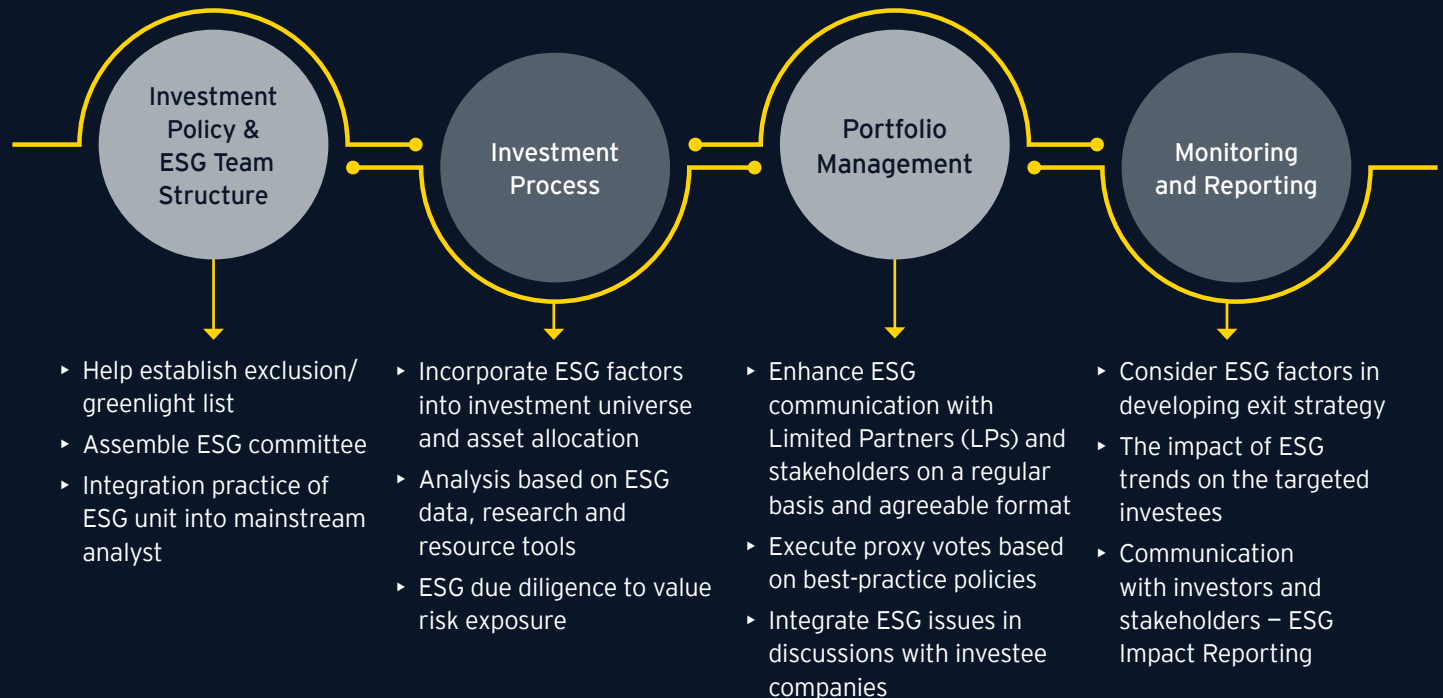 Investment
Policy &
ESG Team
Structure
Investment
Process
Portfolio
Management
Monitoring
and Reporting
‣ Help establish exclusion/
greenlight list
‣ Assemble ESG committee
‣ Integration practice of
ESG unit into mainstream
analyst
‣ Incorporate ESG factors
into investment universe
and asset allocation
‣ Analysis based on ESG
data, research and
resource tools
‣ ESG due diligence to value
risk exposure
‣ Enhance ESG
communication with
Limited Partners (LPs) and
stakeholders on a regular
basis and agreeable format
‣ Execute proxy votes based
on best-practice policies
‣ Integrate ESG issues in
discussions with investee
companies
‣ Consider ESG factors in
developing exit strategy
‣ The impact of ESG
trends on the targeted
investees
‣ Communication
with investors and
stakeholders – ESG
Impact Reporting